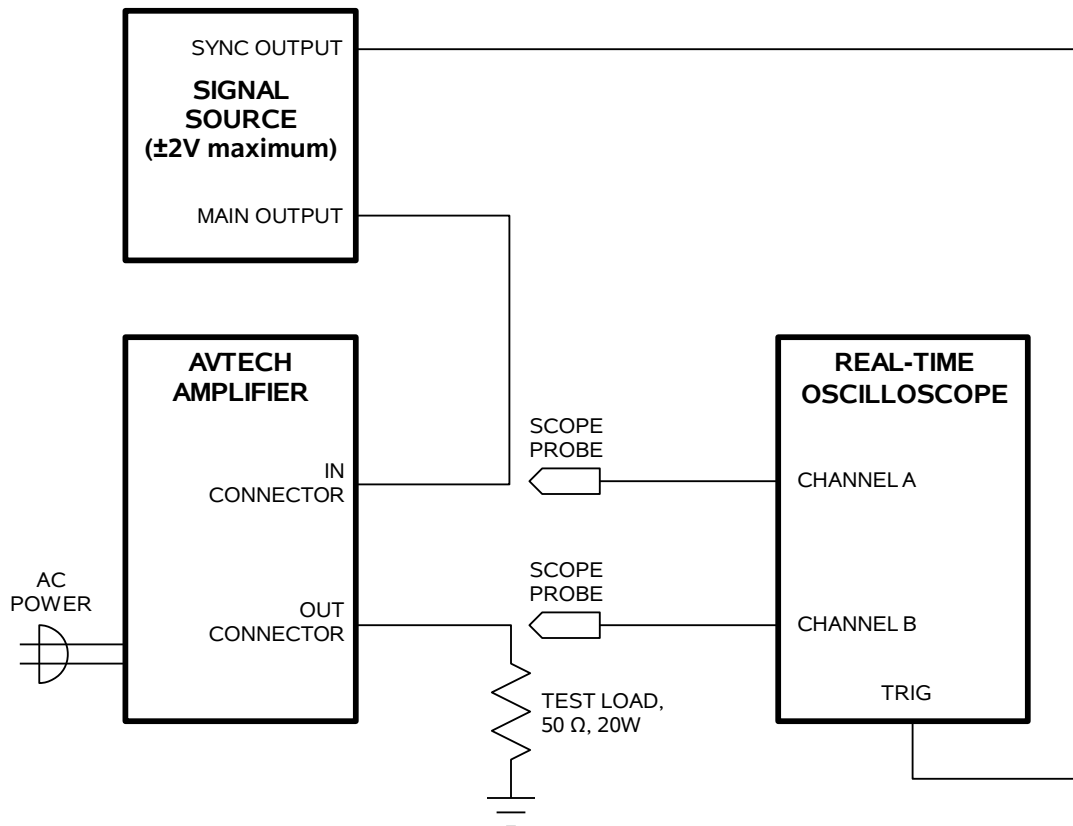 SYNC OUTPUT
SIGNAL
SOURCE
(±2V maximum)
MAIN OUTPUT
AVTECH
AMPLIFIER
IN
CONNECTOR
OUT
CONNECTOR
AC
POWER
SCOPE
PROBE
SCOPE
PROBE
TEST LOAD,
50 Ω, 20W
REAL-TIME
OSCILLOSCOPE
CHANNEL A
CHANNEL B
TRIG